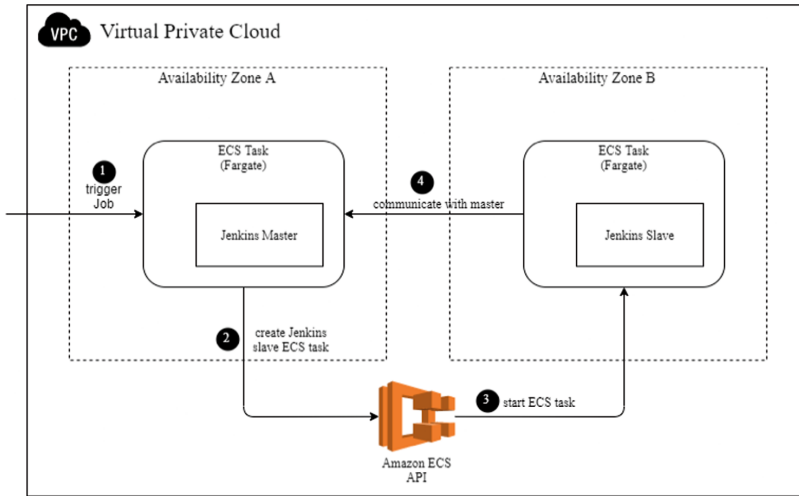 VPC
Virtual Private Cloud
Availability Zone A
Availability Zone B
ECS Task
(Fargate)
ECS Task
(Fargate)
1
trigger
Job
4
communicate with master
Jenkins Master
Jenkins Slave
2
create Jenkins
slave ECS task
3
start ECS task
Amazon ECS
API